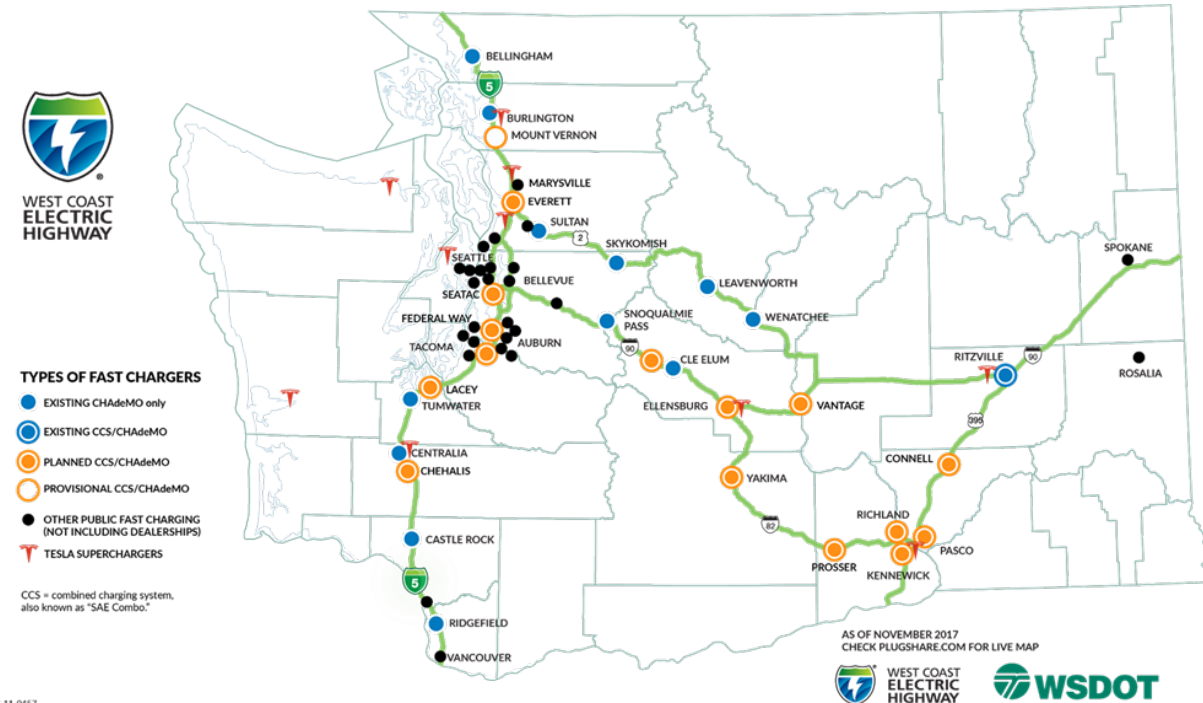 BELLINGHAM
5
BURLINGTON
MOUNT VERNON
WEST COAST
ELECTRIC
HIGHWAY
MARYSVILLE
EVERETT
SULTAN
2
SKYKOMISH
SPOKANE
SEATTLE
BELLEVUE
LEAVENWORTH
SEATAC
WENATCHEE
SNOQUALMIE
PASS
FEDERAL WAY
AUBURN
TACOMA
90
CLE ELUM
RITZVILLE
90
ROSALIA
TYPES OF FAST CHARGERS
EXISTING CHAdeMO only
EXISTING CCS/CHAdeMO
PLANNED CCS/CHAdeMO
PROVISIONAL CCS/CHAdeMO
OTHER PUBLIC FAST CHARGING
(NOT INCLUDING DEALERSHIPS)
TESLA SUPERCHARGERS
CCS = combined charging system,
also known as "SAE Combo."
LACEY
TUMWATER
ELLENSBURG
VANTAGE
395
CENTRALIA
CHEHALIS
CONNELL
YAKIMA
RICHLAND
82
CASTLE ROCK
PASCO
PROSSER
KENNEWICK
5
RIDGEFIELD
VANCOUVER
AS OF NOVEMBER 2017
CHECK PLUGSHARE.COM FOR LIVE MAP
WEST COAST
ELECTRIC
HIGHWAY
WSDOT